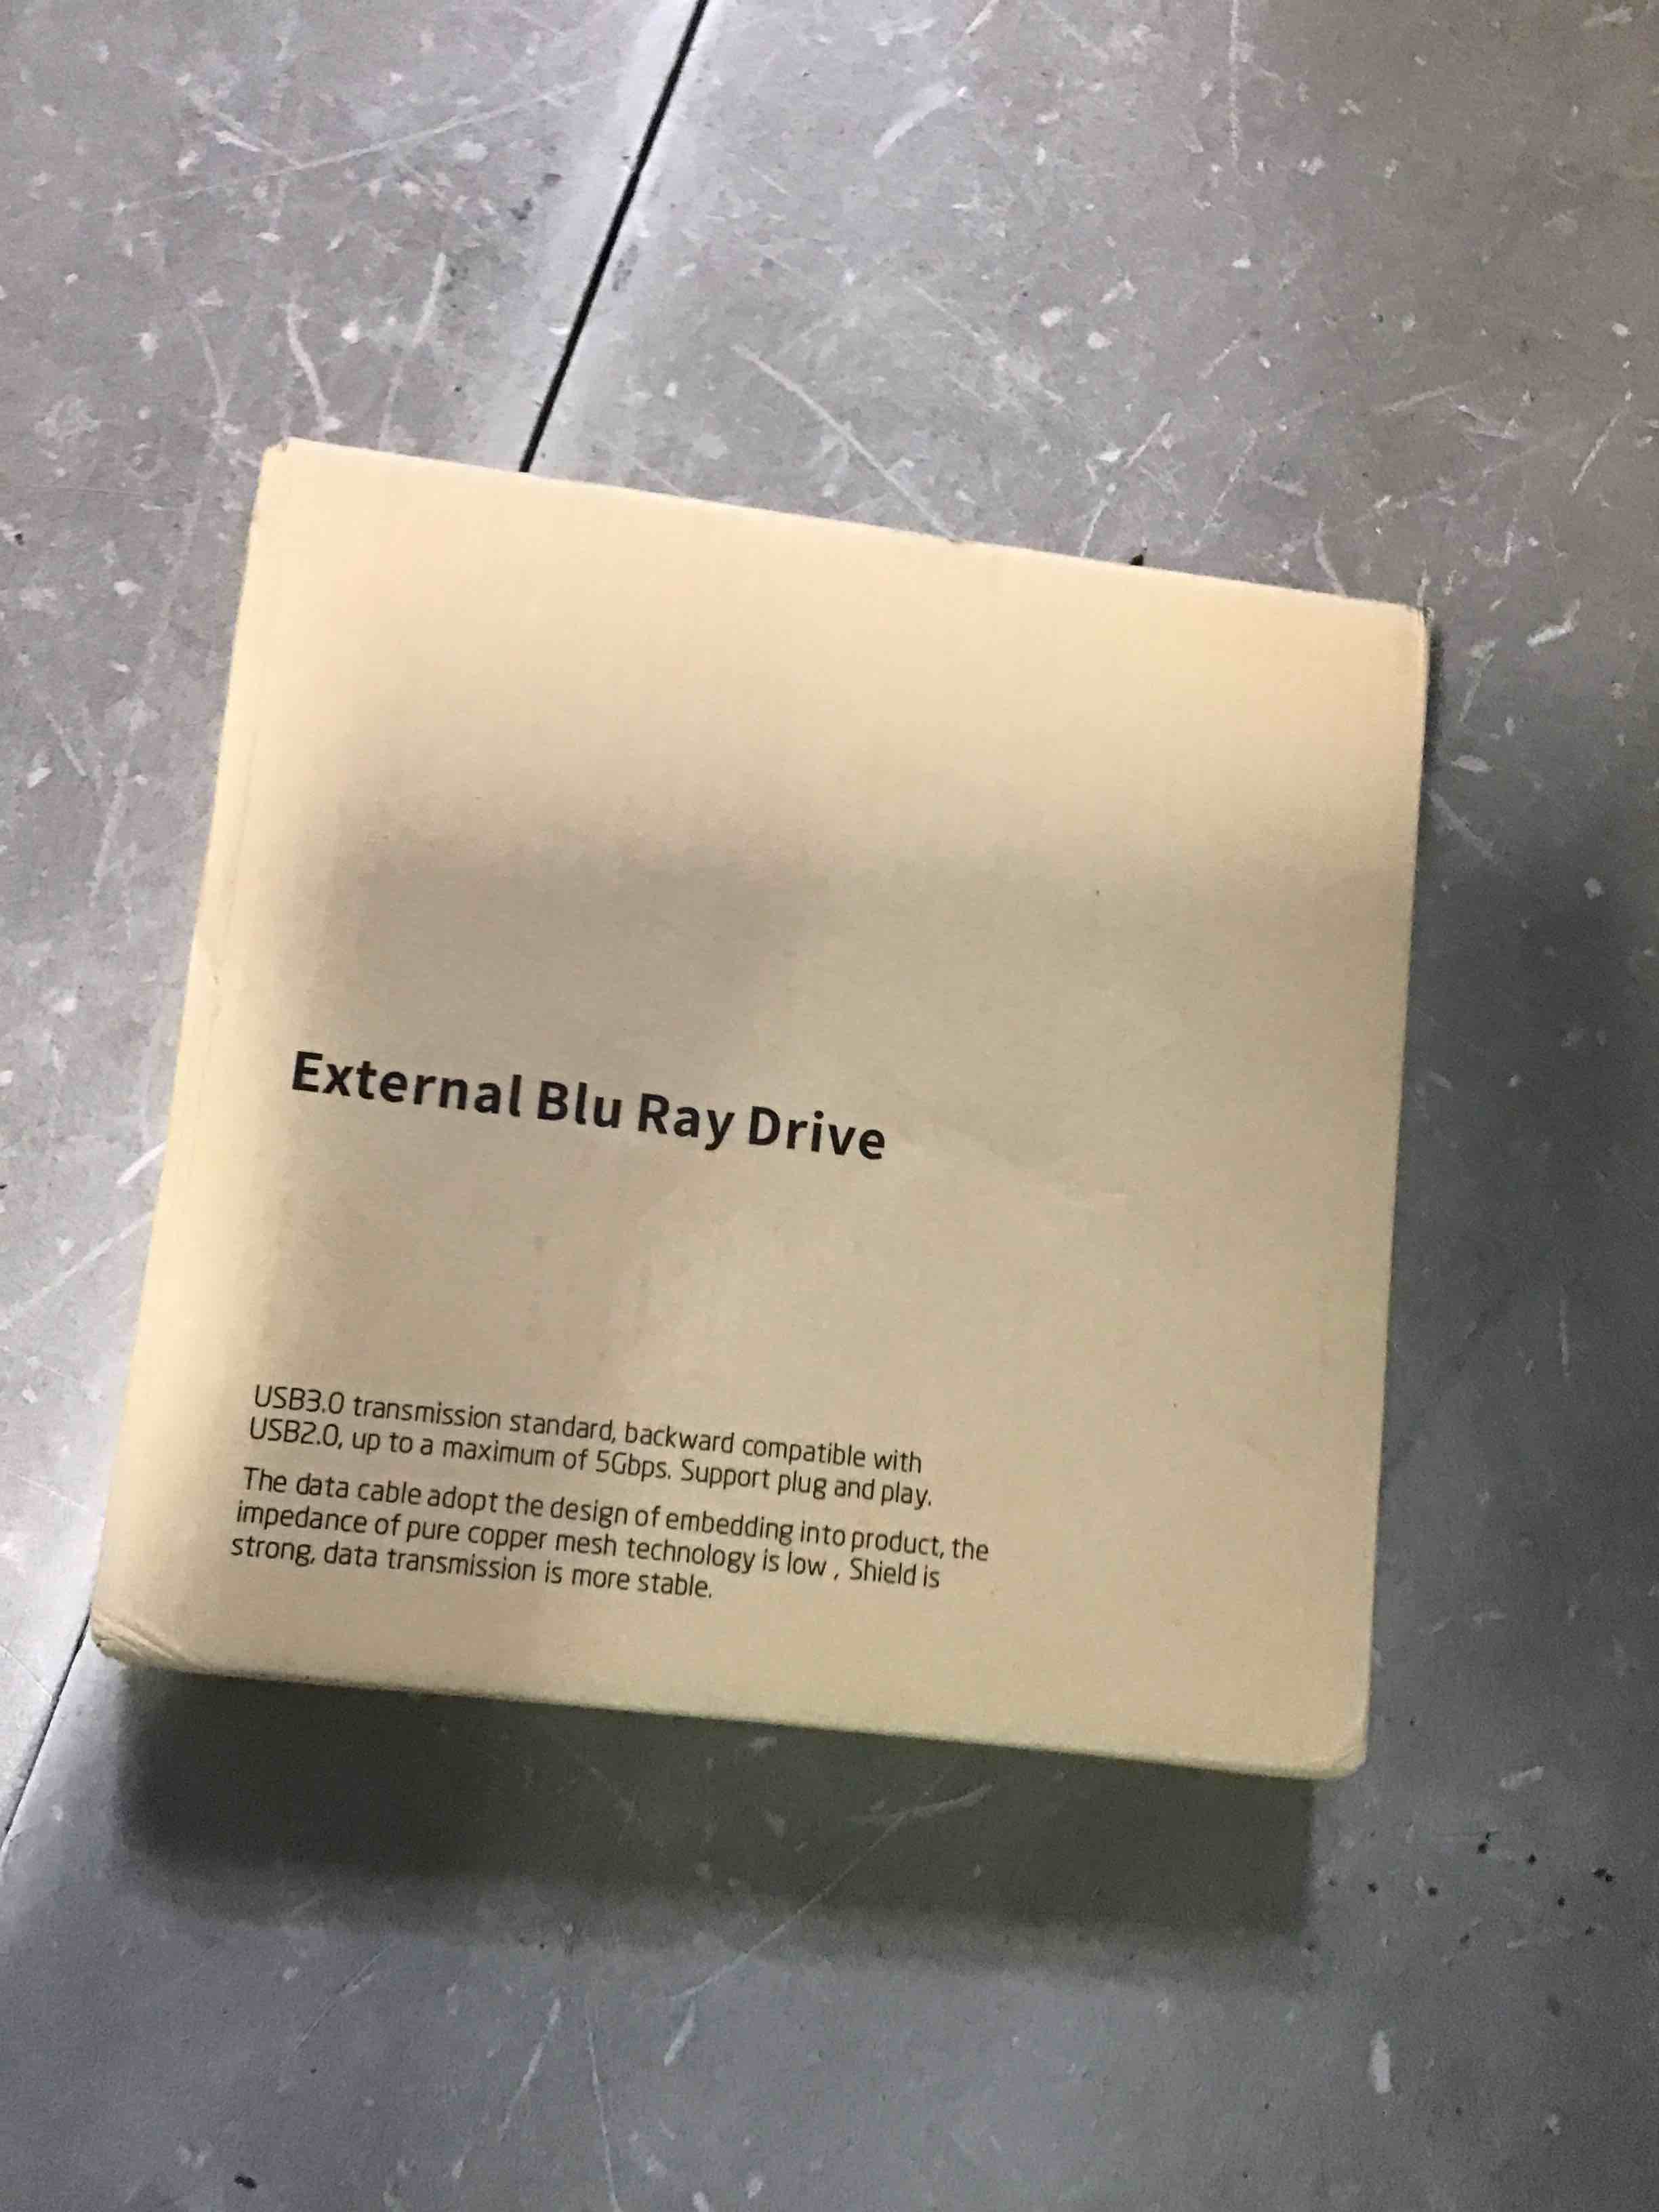 External Blu Ray Drive
USB3.0 transmission standard, backward compatible with
USB2.0, up to a maximum of 5Gbps. Support plug and play.
The data cable adopt the design of embedding into product, the
impedance of pure copper mesh technology is low , Shield is
strong, data transmission is more stable.